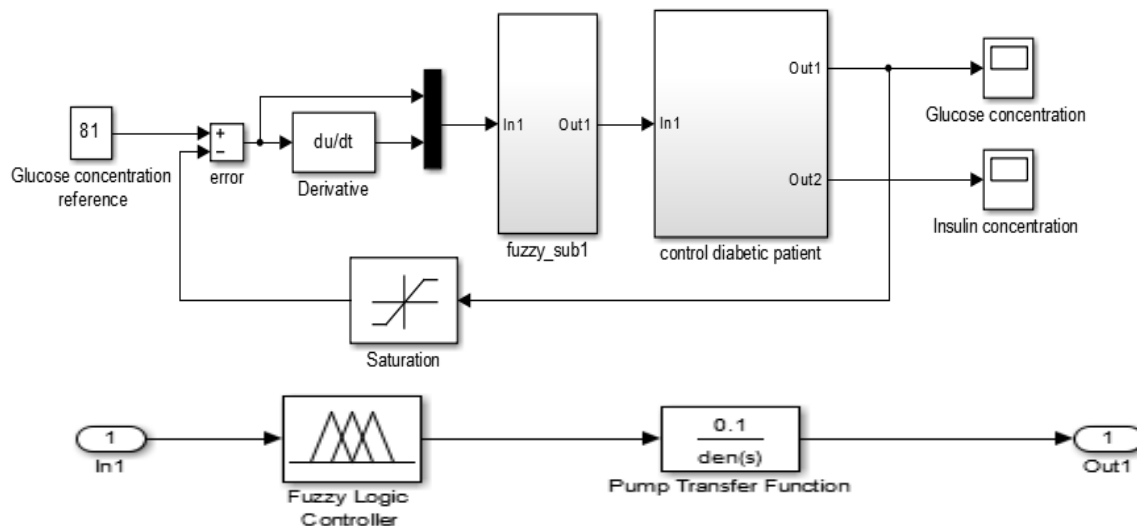 81
Glucose concentration
reference
+
−
error
du/dt
Derivative
In1
Out1
fuzzy_sub1
In1
Out1
Out2
control diabetic patient
Glucose concentration
Insulin concentration
Saturation
1
In1
Fuzzy Logic
Controller
0.1
den(s)
Pump Transfer Function
1
Out1